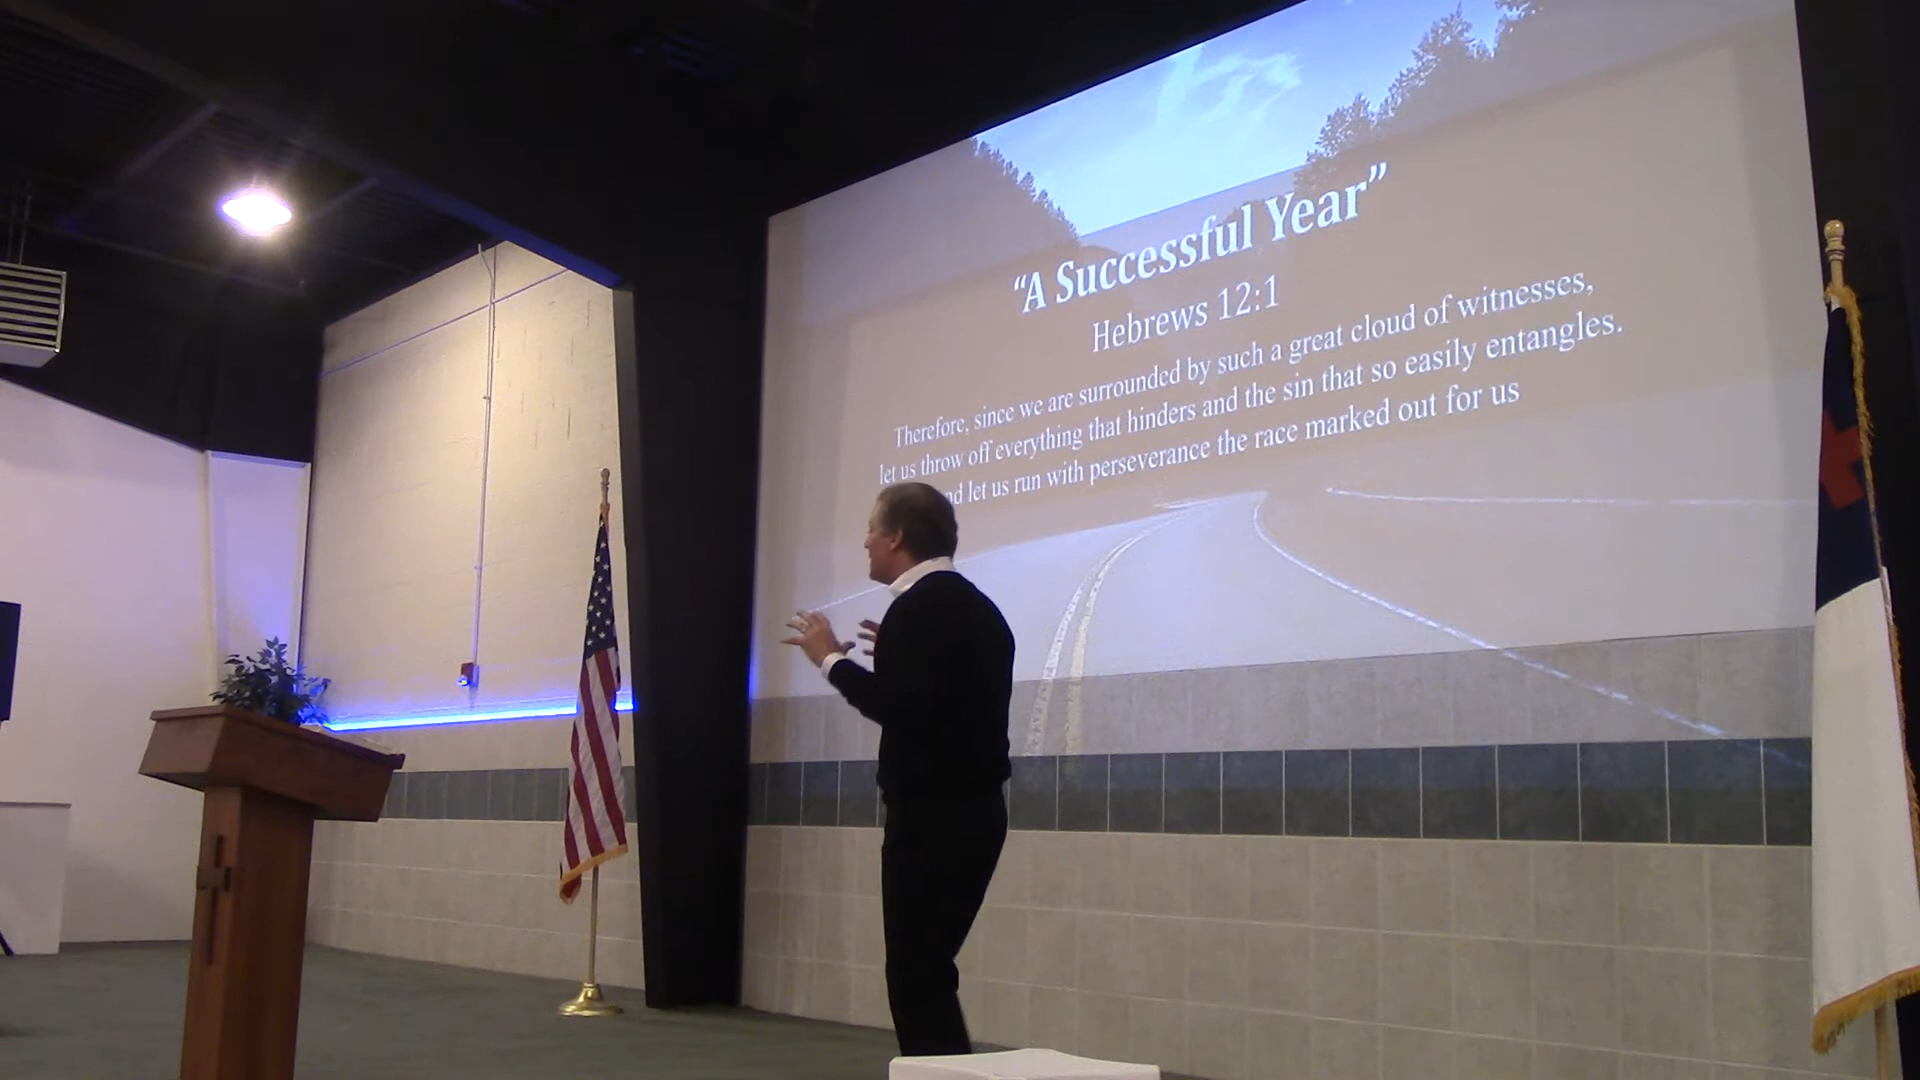 “A Successful Year”
Hebrews 12:1
Therefore, since we are surrounded by such a great cloud of witnesses,
let us throw off everything that hinders and the sin that so easily entangles.
let us run with perseverance the race marked out for us